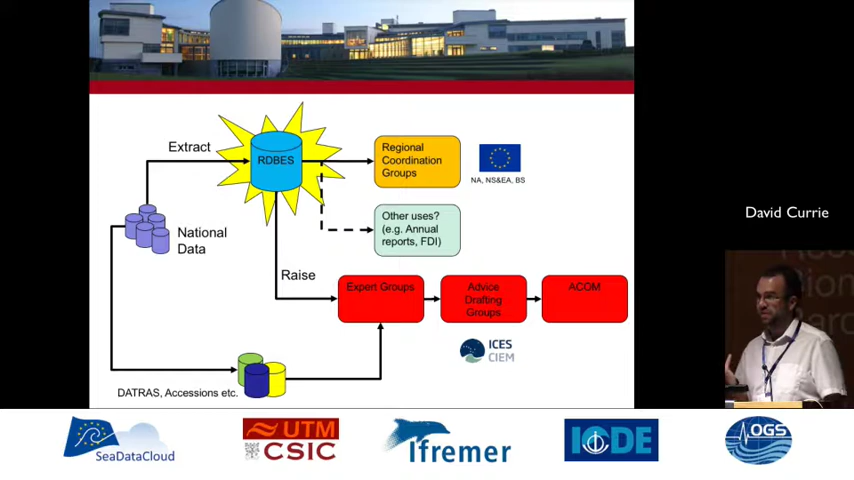 Extract
RDBES
Regional
Coordination
Groups
NA, NS&EA, BS
Other uses?
(e.g. Annual
reports, FDI)
National
Data
David Currie
Raise
Expert Groups
Advice
Drafting
Groups
ACOM
ICES
CIEM
DATRAS, Accessions etc.
SeaDataCloud
UTM
CSIC
Ifremer
IODE
OGS